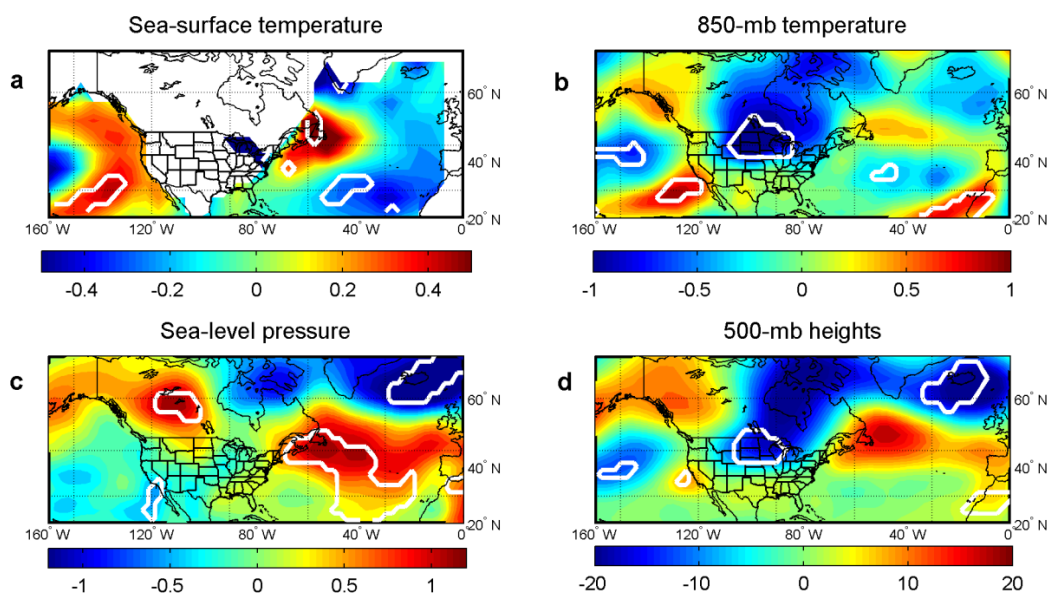 Sea-surface temperature
850-mb temperature
a
b
60° N
40° N
20° N
160° W
120° W
80° W
40° W
0°
60° N
40° N
20° N
160° W
120° W
80° W
40° W
0°
-0.4
-0.2
0
0.2
0.4
-1
-0.5
0
0.5
1
Sea-level pressure
500-mb heights
c
d
60° N
40° N
20° N
160° W
120° W
80° W
40° W
0°
60° N
40° N
20° N
160° W
120° W
80° W
40° W
0°
-1
-0.5
0
0.5
1
-20
-10
0
10
20